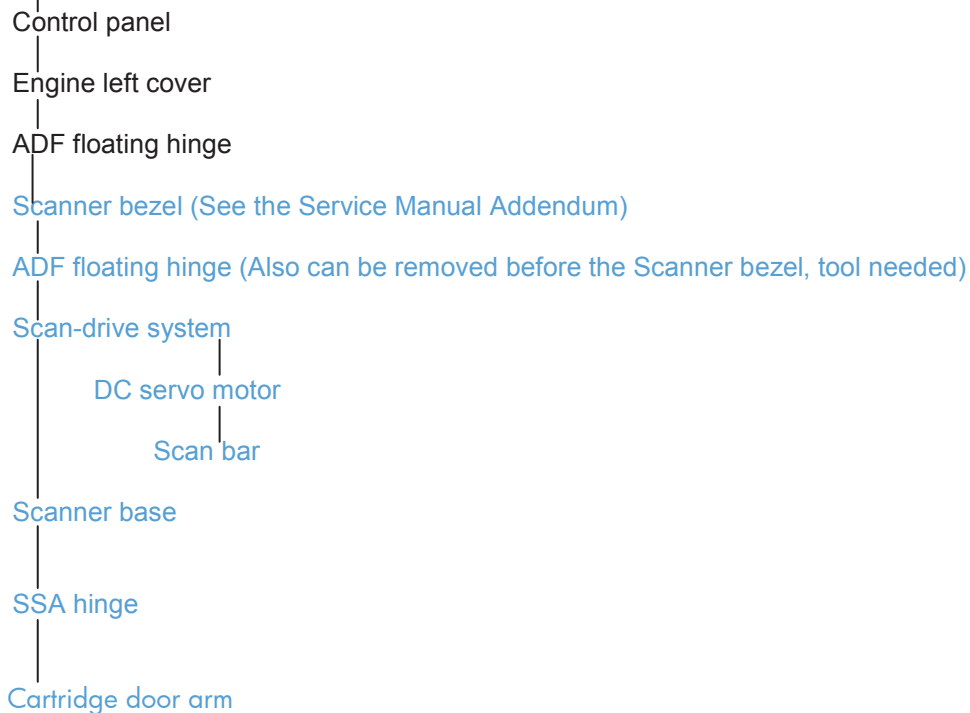 Control panel
Engine left cover
ADF floating hinge
Scanner bezel (See the Service Manual Addendum)
ADF floating hinge (Also can be removed before the Scanner bezel, tool needed)
Scan-drive system
DC servo motor
Scan bar
Scanner base
SSA hinge
Cartridge door arm